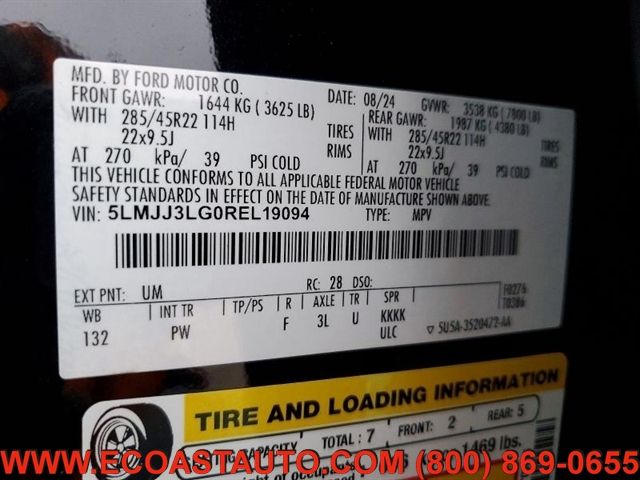 MFD. BY FORD MOTOR CO.
DATE: 08/24 GVWR: 3538 KG (7800 LB)
FRONT GAWR: 1644 KG (3625 LB) REAR GAWR: 1987 KG (4380 LB)
WITH 285/45R22 114H TIRES WITH 285/45R22 114H
22x9.5J RIMS 22x9.5J
AT 270 kPa/ 39 PSI COLD AT 270 kPa/ 39 PSI COLD
THIS VEHICLE CONFORMS TO ALL APPLICABLE FEDERAL MOTOR VEHICLE
SAFETY STANDARDS IN EFFECT ON THE DATE OF MANUFACTURE SHOWN ABOVE.
VIN: 5LMJJ3LG0REL19094 TYPE: MPV
EXT PNT: UM RC: 28 DSO: F0276
T0386
WB INT TR TP/PS R AXLE TR SPR
132 PW F 3L U KKKK
ULC 5U5A-3520472-AA
TIRE AND LOADING INFORMATION
SEATING CAPACITY TOTAL: 7 FRONT: 2 REAR: 5
1469 lbs.
WWW.ECOASTAUTO.COM (800) 869-0655